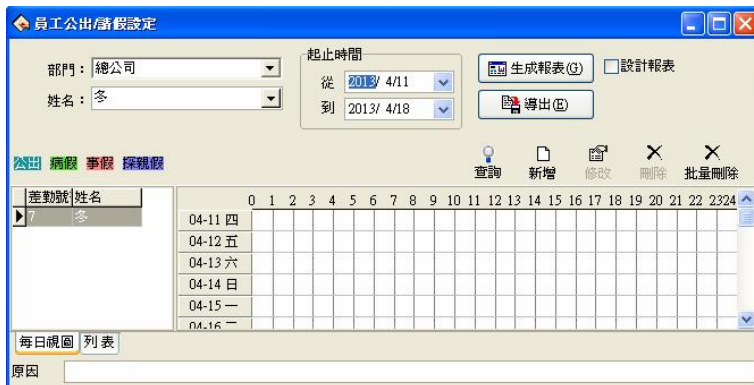 員工公出/請假設定
部門： 總公司
姓名： 冬
起止時間
從 2013/ 4/11
到 2013/ 4/18
生成報表(G) 設計報表
導出(E)
公出 病假 事假 探親假
查詢 新增 修改 刪除 批量刪除
差勤號 姓名
7 冬
0 1 2 3 4 5 6 7 8 9 10 11 12 13 14 15 16 17 18 19 20 21 22 2324
04-11 四
04-12 五
04-13 六
04-14 日
04-15 一
04-16 二
每日視圖 列表
原因